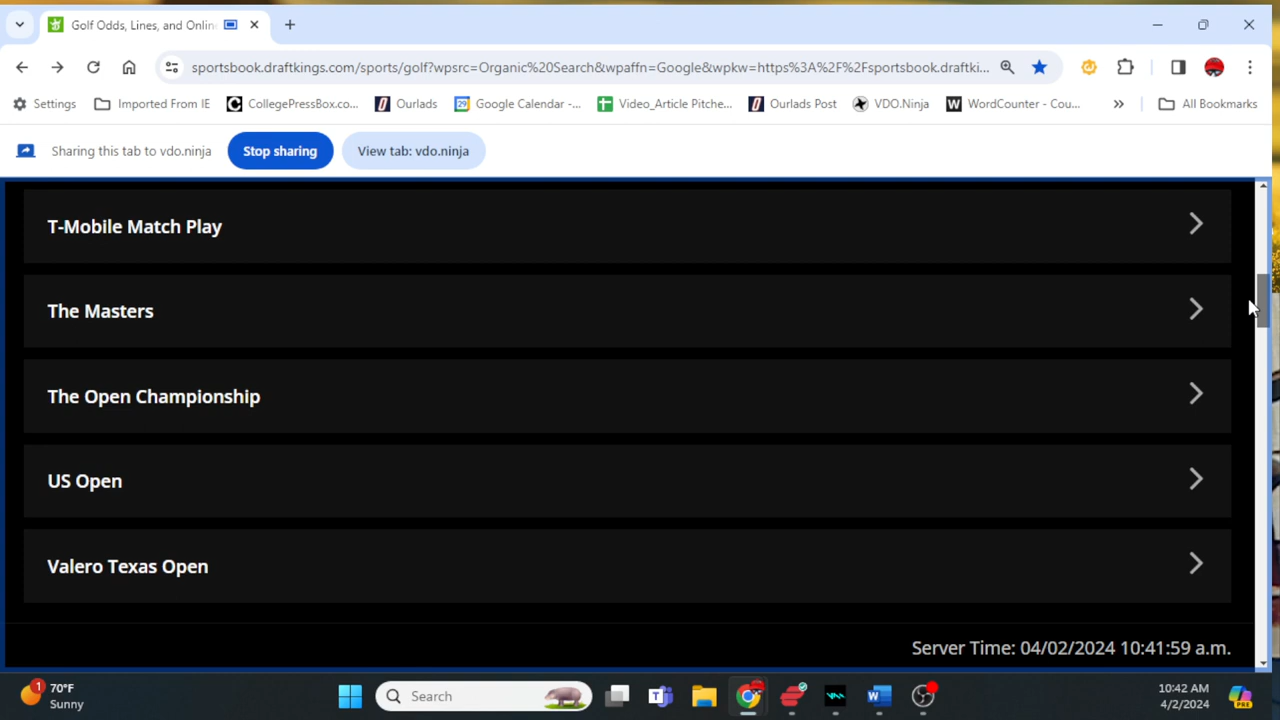 Golf Odds, Lines, and Onlin
sportsbook.draftkings.com/sports/golf?wpsrc=Organic%20Search&wpaffn=Google&wpkw=https%3A%2F%2Fsportsbook.draftki...
Settings
Imported From IE
CollegePressBox.co...
Ourlads
Google Calendar -...
Video_Article Pitche...
Ourlads Post
VDO.Ninja
WordCounter - Cou...
All Bookmarks
Sharing this tab to vdo.ninja
Stop sharing
View tab: vdo.ninja
T-Mobile Match Play
The Masters
The Open Championship
US Open
Valero Texas Open
Server Time: 04/02/2024 10:41:59 a.m.
1
70°F
Sunny
Search
10:42 AM
4/2/2024
PRE